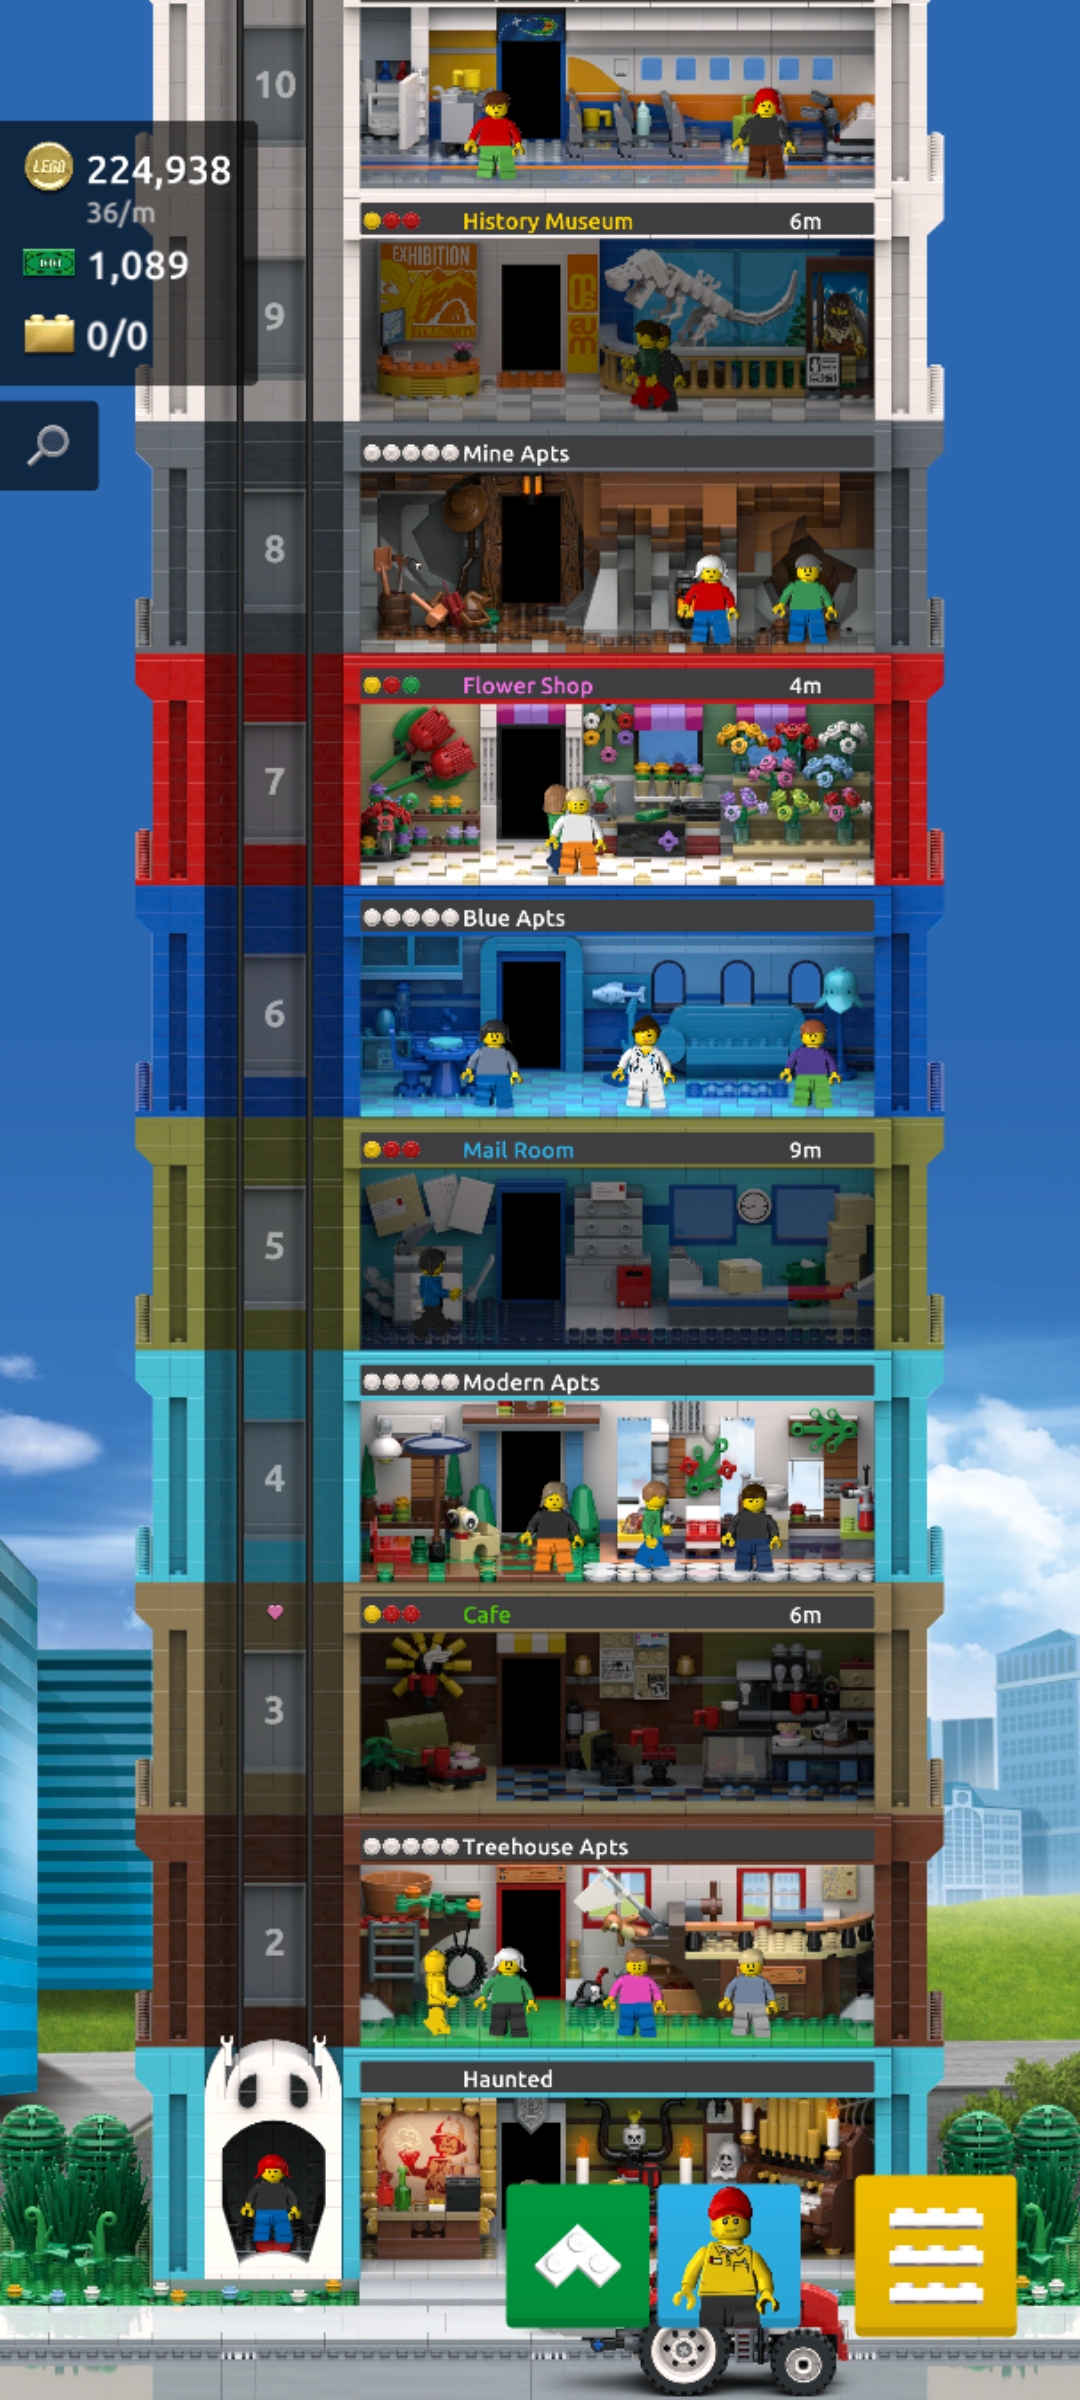 10
LEGO
224,938
36/m
1,089
0/0
History Museum 6m
EXHIBITION
MUSEUM
9
Mine Apts
8
Flower Shop 4m
7
Blue Apts
6
Mail Room 9m
5
Modern Apts
4
Cafe 6m
3
Treehouse Apts
2
Haunted